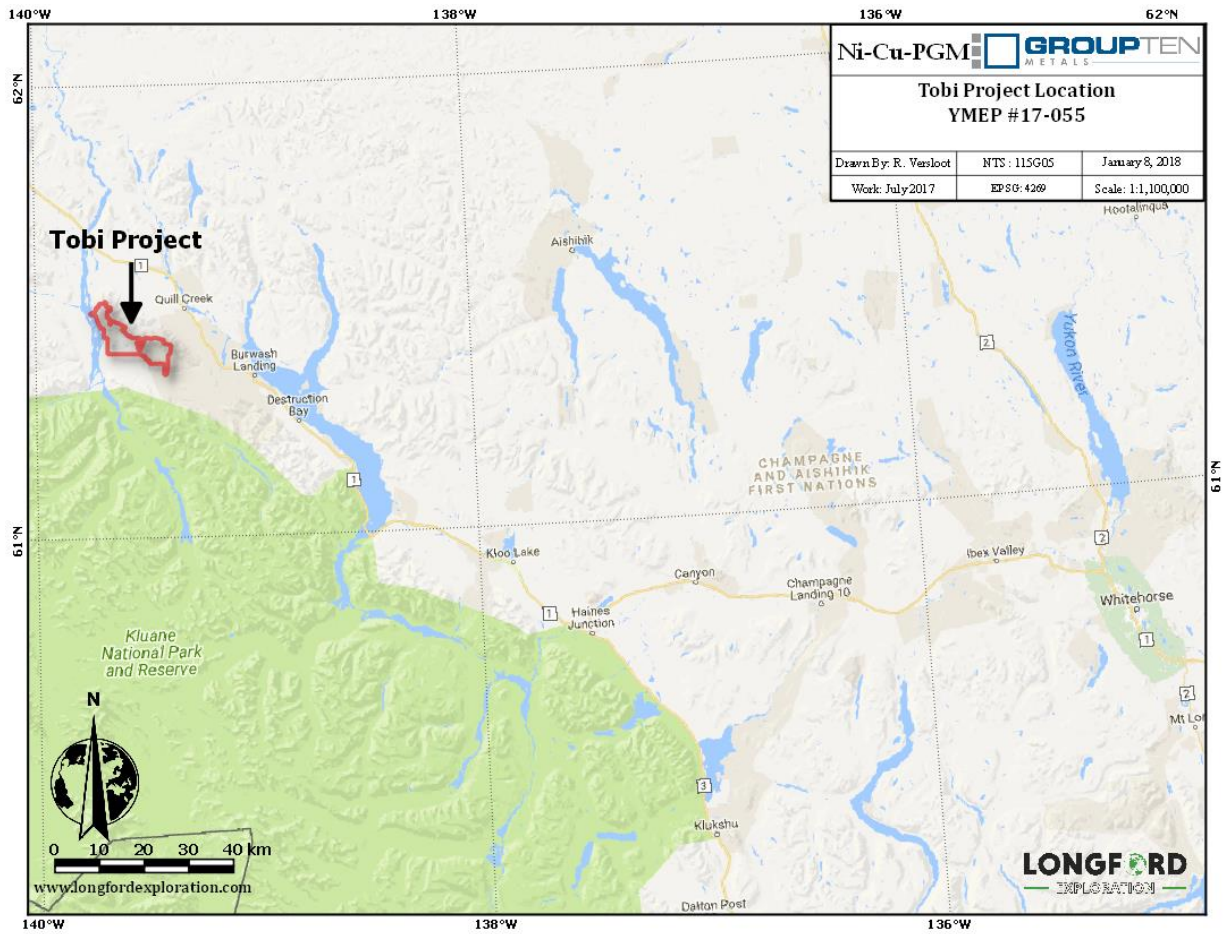 140°W
138°W
136°W
62°N
62°N
Ni-Cu-PGM
GROUPTEN
METALS
Tobi Project Location
YMEP #17-055
Drawn By: R. Versloot
NTS : 115G05
January 8, 2018
Work: July 2017
EPSG: 4269
Scale: 1:1,100,000
Hootalinqua
Tobi Project
1
Aishihik
Quill Creek
Burwash
Landing
Destruction
Bay
2
Yukon River
CHAMPAGNE
AND AISHIHIK
FIRST NATIONS
1
61°N
61°N
2
Kloo Lake
Ibex Valley
Canyon
Champagne
Landing 10
1
Haines
Junction
Whitehorse
1
Kluane
National Park
and Reserve
2
Mt Lor
N
3
Klukshu
0 10 20 30 40 km
www.longfordexploration.com
LONGFORD
EXPLORATION
Dalton Post
140°W
138°W
136°W